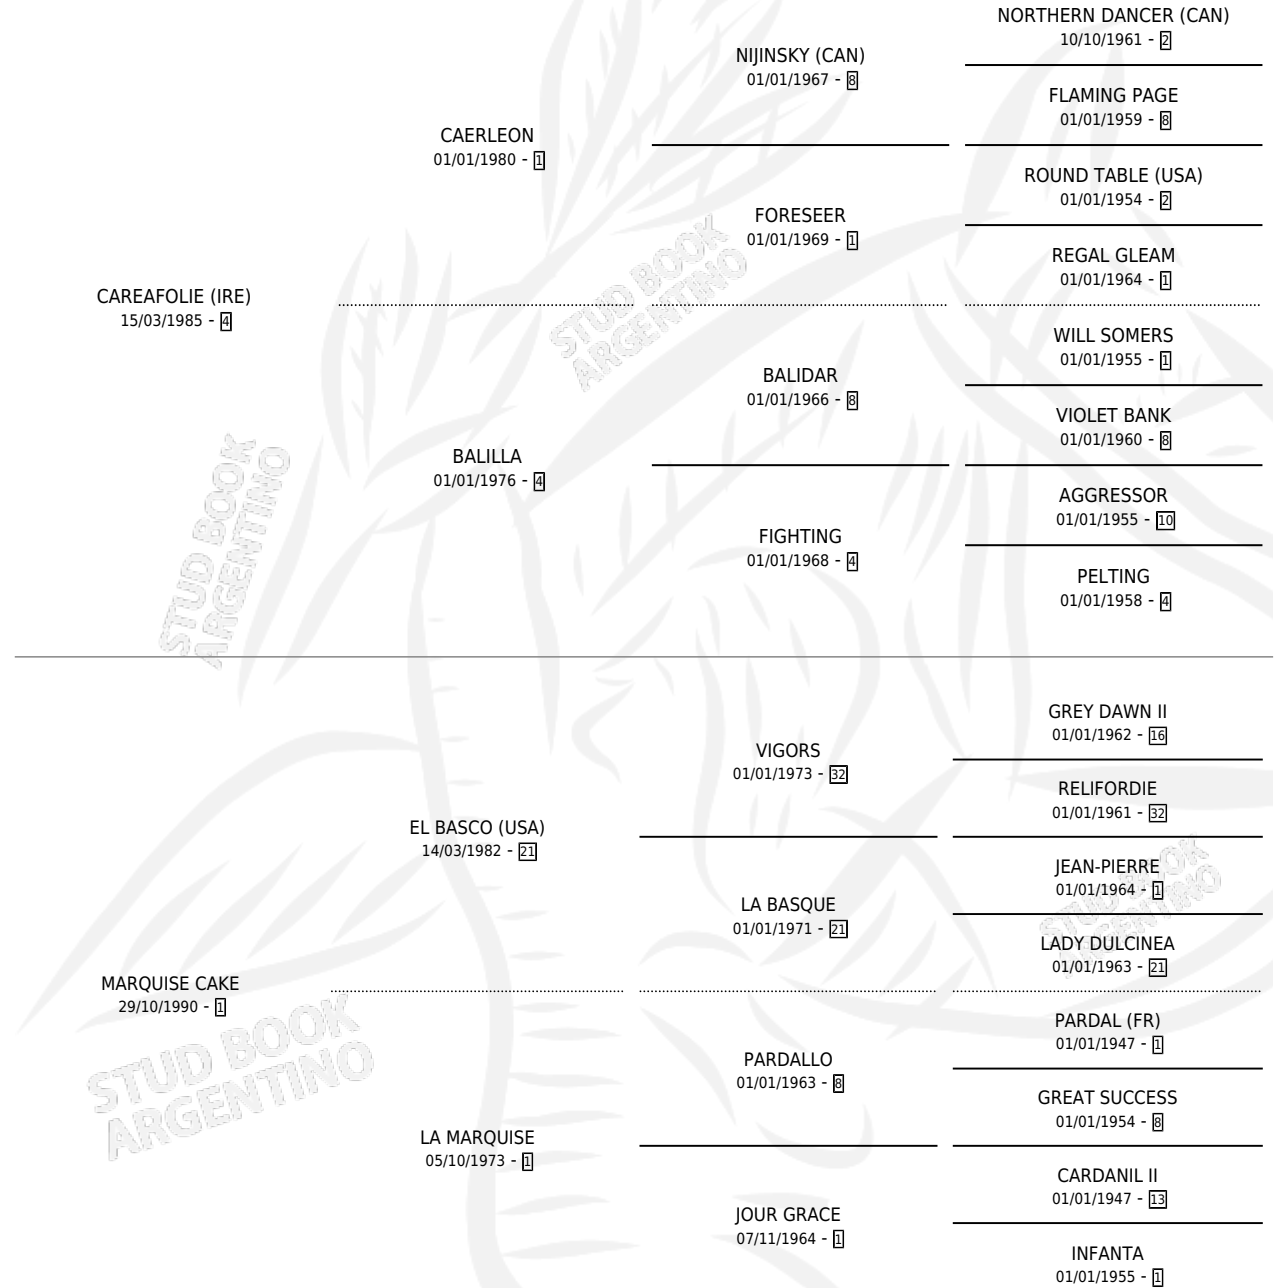 NORTHERN DANCER (CAN)
10/10/1961 - 2
NIJINSKY (CAN)
01/01/1967 - 8
FLAMING PAGE
01/01/1959 - 8
CAERLEON
01/01/1980 - 1
ROUND TABLE (USA)
01/01/1954 - 2
FORESEER
01/01/1969 - 1
REGAL GLEAM
01/01/1964 - 1
CAREAFOLIE (IRE)
15/03/1985 - 4
STUD BOOK
ARGENTINO
WILL SOMERS
01/01/1955 - 1
BALIDAR
01/01/1966 - 8
VIOLET BANK
01/01/1960 - 8
BALILLA
01/01/1976 - 4
AGGRESSOR
01/01/1955 - 10
FIGHTING
01/01/1968 - 4
PELTING
01/01/1958 - 4
STUD BOOK
ARGENTINO
GREY DAWN II
01/01/1962 - 16
VIGORS
01/01/1973 - 32
RELIFORDIE
01/01/1961 - 32
EL BASCO (USA)
14/03/1982 - 21
JEAN-PIERRE
01/01/1964 - 1
LA BASQUE
01/01/1971 - 21
LADY DULCINEA
01/01/1963 - 21
STUD BOOK
ARGENTINO
MARQUISE CAKE
29/10/1990 - 1
PARDAL (FR)
01/01/1947 - 1
PARDALLO
01/01/1963 - 8
GREAT SUCCESS
01/01/1954 - 8
STUD BOOK
ARGENTINO
LA MARQUISE
05/10/1973 - 1
CARDANIL II
01/01/1947 - 13
JOUR GRACE
07/11/1964 - 1
INFANTA
01/01/1955 - 1